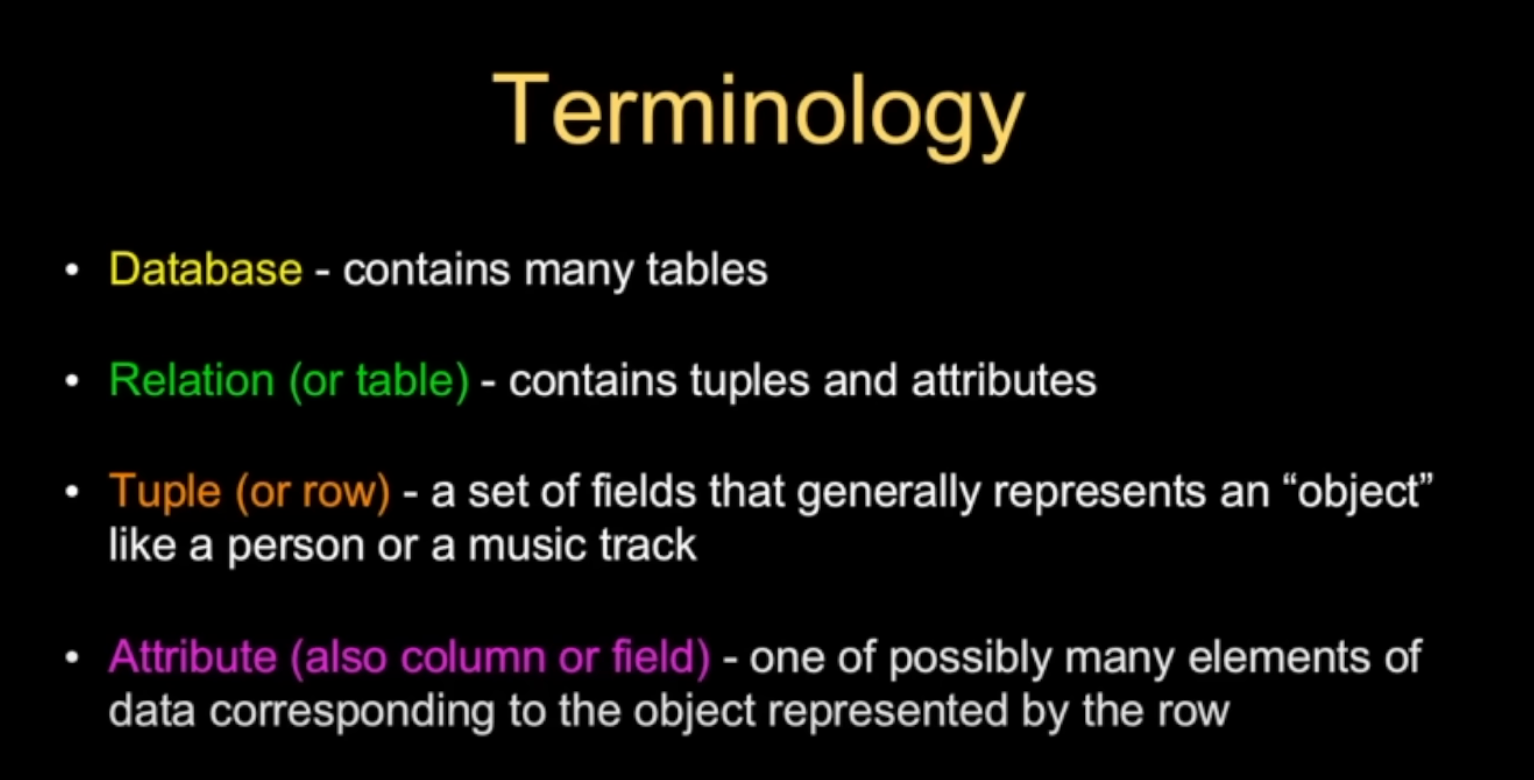 Terminology
• Database - contains many tables
• Relation (or table) - contains tuples and attributes
• Tuple (or row) - a set of fields that generally represents an “object”
like a person or a music track
• Attribute (also column or field) - one of possibly many elements of
data corresponding to the object represented by the row